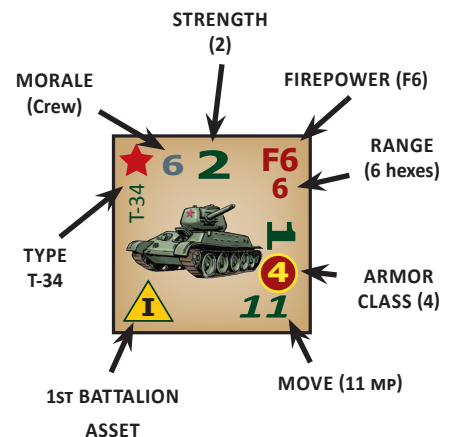 STRENGTH
(2)
MORALE
(Crew)
FIREPOWER (F6)
6 2 F6
6
RANGE
(6 hexes)
T-34
1
TYPE
T-34
4
ARMOR
CLASS (4)
I
11
MOVE (11 MP)
1ST BATTALION
ASSET